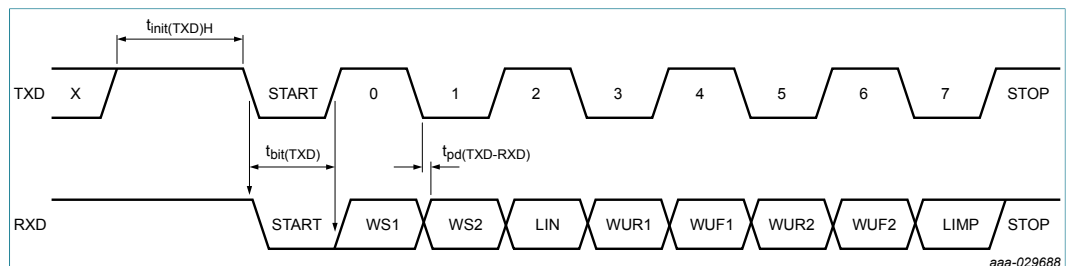 tinit(TXD)H
TXD X START 0 1 2 3 4 5 6 7 STOP
tbit(TXD) tpd(TXD-RXD)
RXD START WS1 WS2 LIN WUR1 WUF1 WUR2 WUF2 LIMP STOP
aaa-029688